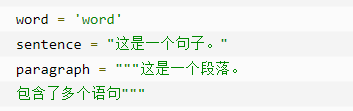 word = 'word'
sentence = "这是一个句子。"
paragraph = """这是一个段落。
包含了多个语句"""